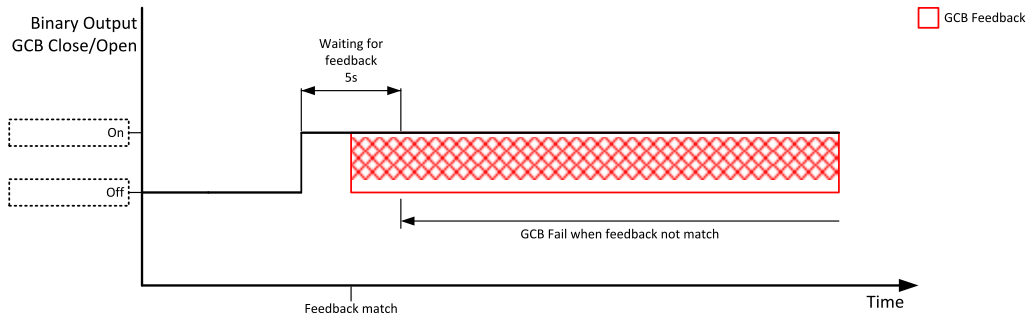 Binary Output
GCB Close/Open
GCB Feedback
Waiting for
feedback
5s
On
Off
GCB Fail when feedback not match
Time
Feedback match